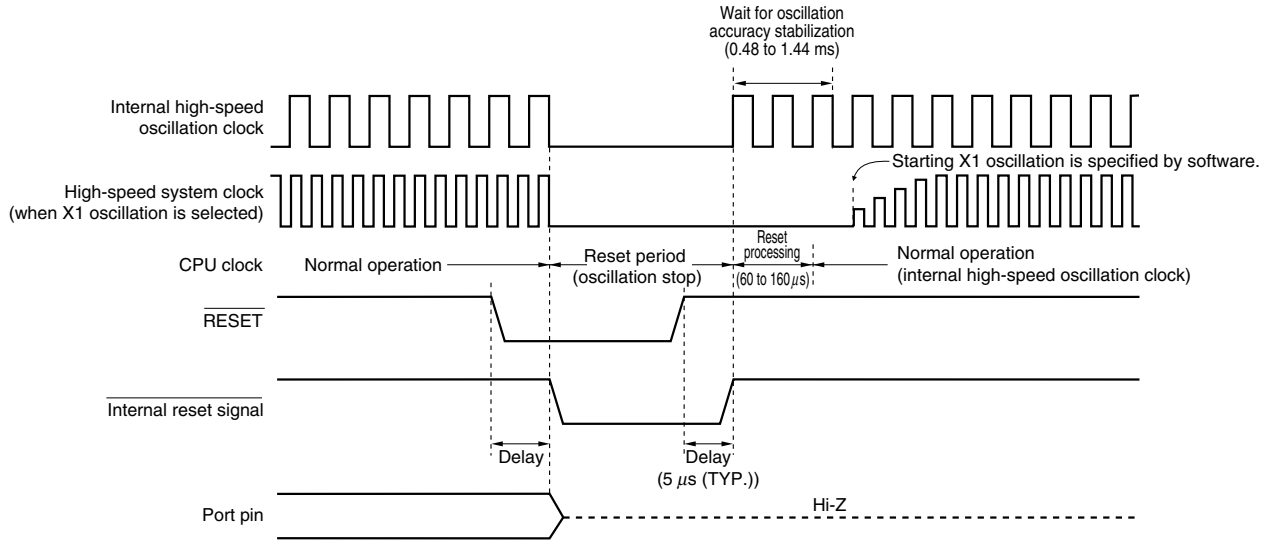 Wait for oscillation
accuracy stabilization
(0.48 to 1.44 ms)
Internal high-speed
oscillation clock
Starting X1 oscillation is specified by software.
High-speed system clock
(when X1 oscillation is selected)
CPU clock
Normal operation
Reset period
(oscillation stop)
Reset
processing
(60 to 160 μs)
Normal operation
(internal high-speed oscillation clock)
RESET
Internal reset signal
Delay
Delay
(5 μs (TYP.))
Port pin
Hi-Z